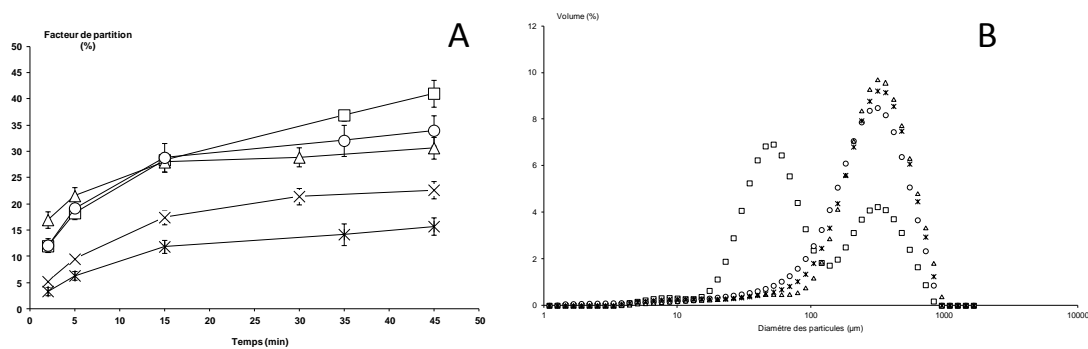 Facteur de partition
(%)
A
50
45
40
35
30
25
20
15
10
5
0
0 5 10 15 20 25 30 35 40 45 50
Temps (min)
Volume (%)
B
12
10
8
6
4
2
0
1 10 100 1000 10000
Diamétre des particules (µm)